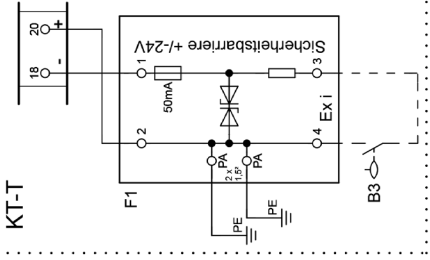 20
+
18
-
Sicherheitsbarriere +/-24V
1
50mA
3
2
4
Ex i
PA
2 x
1,5²
PA
F1
PE
PE
B3
KT-T